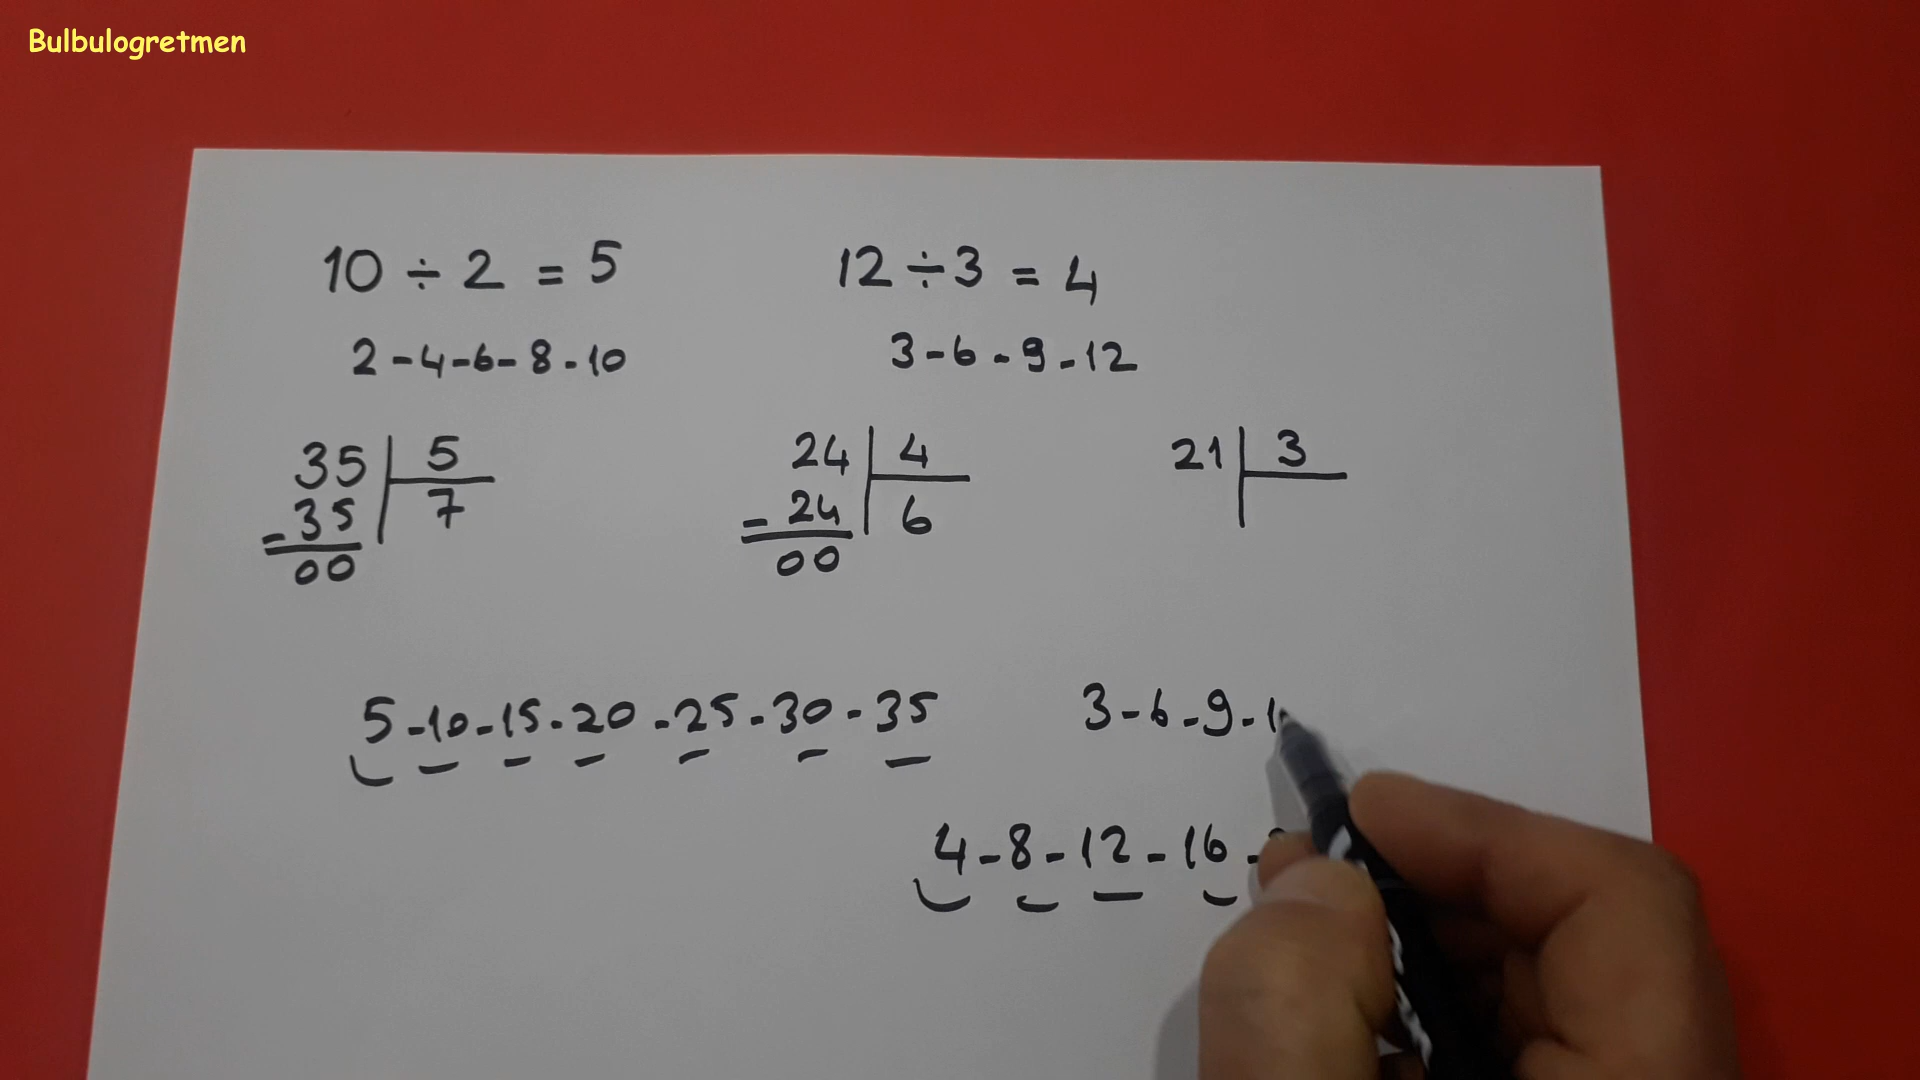 Bulbulogretmen
10 ÷ 2 = 5
12 ÷ 3 = 4
2 - 4 - 6 - 8 - 10
3 - 6 - 9 - 12
35 | 5
- 35 | 7
00
24 | 4
- 24 | 6
00
21 | 3
5 - 10 - 15 - 20 - 25 - 30 - 35
3 - 6 - 9 - 1
4 - 8 - 12 - 16 -